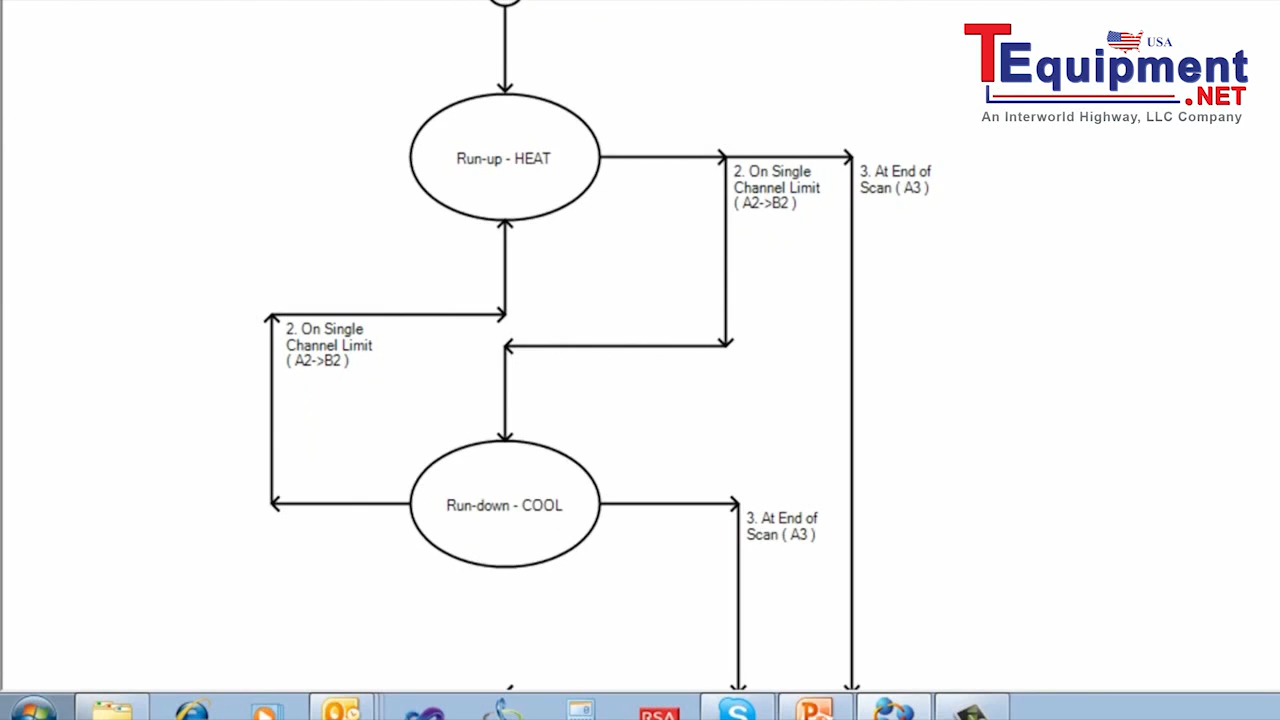 USA
TEquipment
.NET
An Interworld Highway, LLC Company
Run-up - HEAT
2. On Single
Channel Limit
( A2->B2 )
3. At End of
Scan ( A3 )
2. On Single
Channel Limit
( A2->B2 )
Run-down - COOL
3. At End of
Scan ( A3 )
RSA